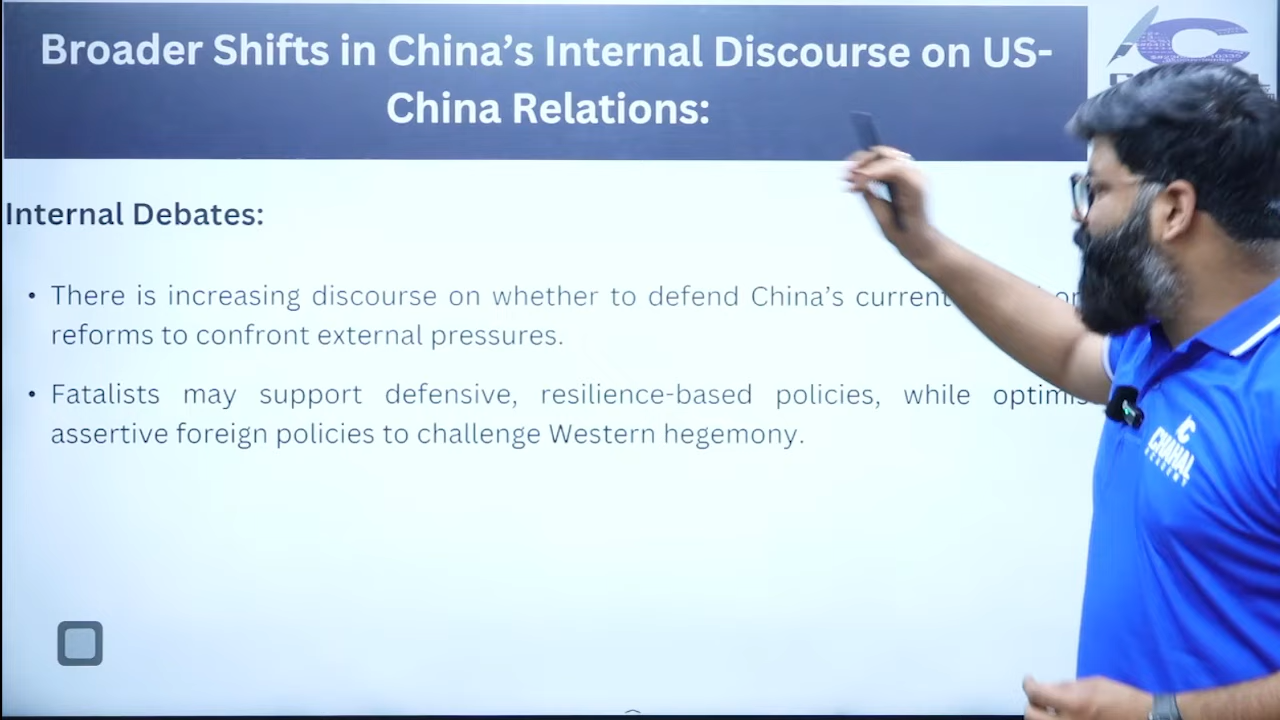 Broader Shifts in China's Internal Discourse on US-
China Relations:
Internal Debates:
• There is increasing discourse on whether to defend China's current
reforms to confront external pressures.
• Fatalists may support defensive, resilience-based policies, while
assertive foreign policies to challenge Western hegemony.
CHAHAL
ACADEMY